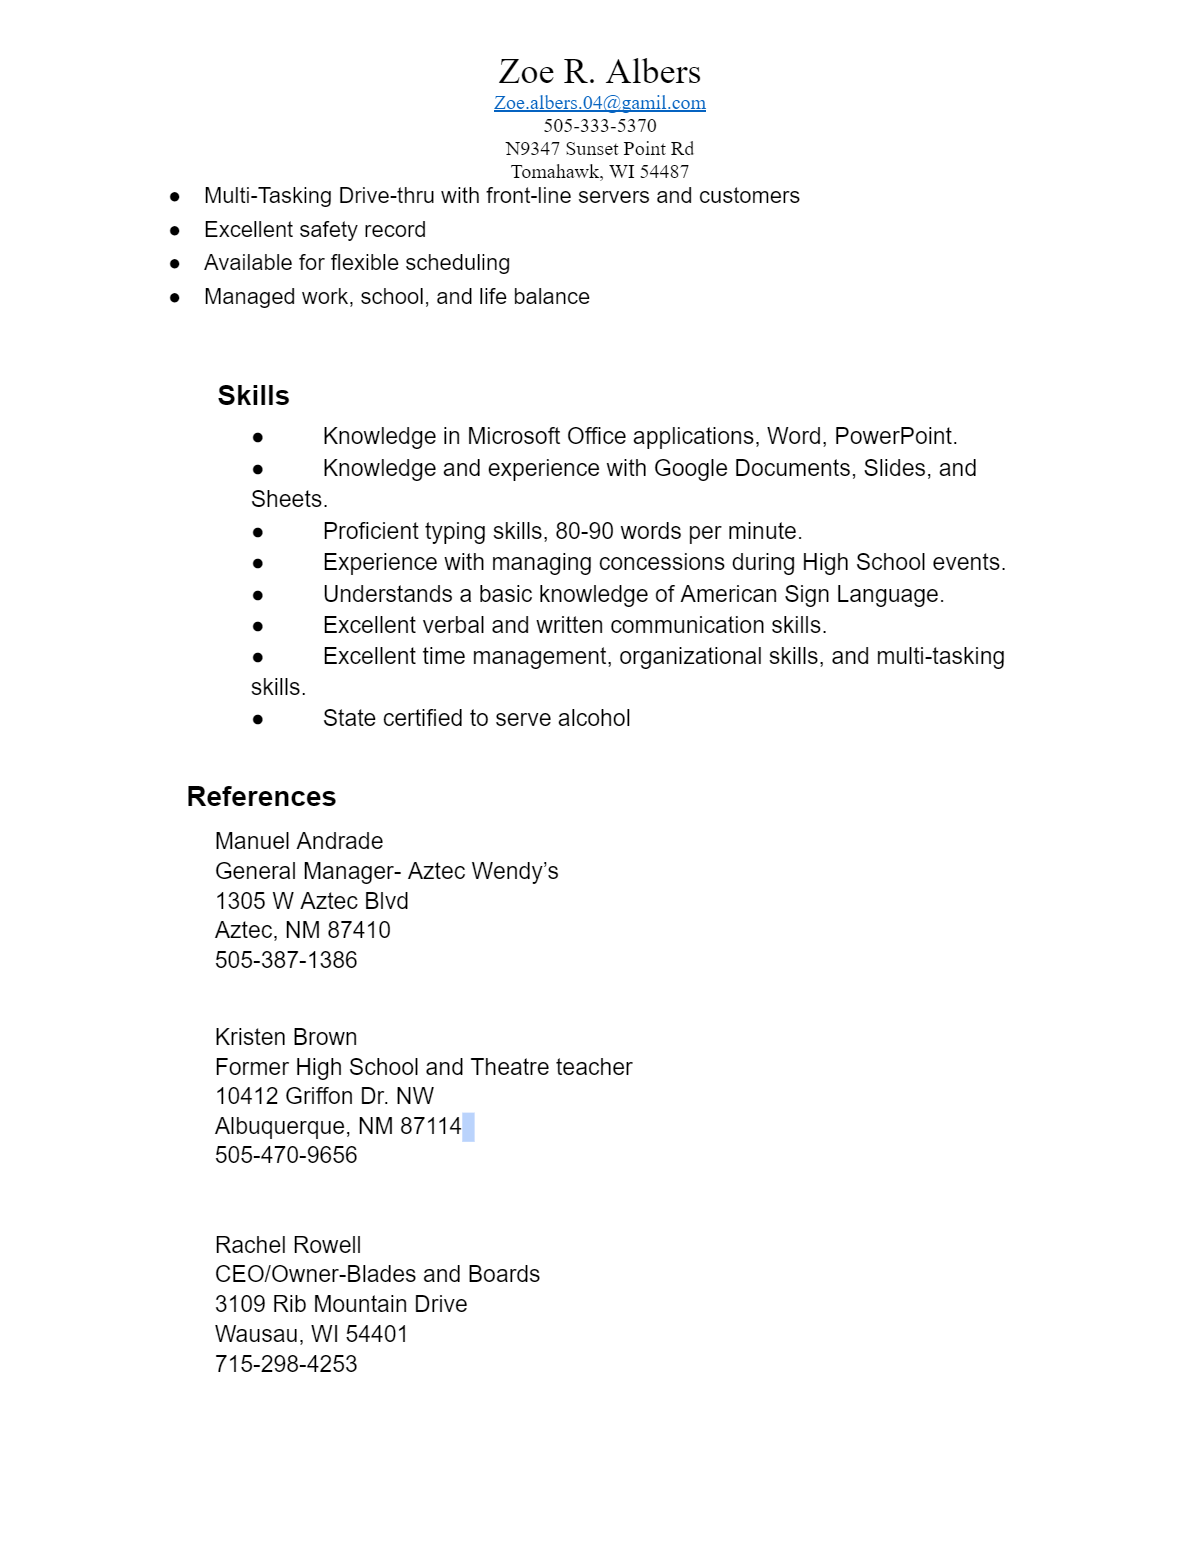 Zoe R. Albers
Zoe.albers.04@gamil.com
505-333-5370
N9347 Sunset Point Rd
Tomahawk, WI 54487
● Multi-Tasking Drive-thru with front-line servers and customers
● Excellent safety record
● Available for flexible scheduling
● Managed work, school, and life balance
Skills
● Knowledge in Microsoft Office applications, Word, PowerPoint.
● Knowledge and experience with Google Documents, Slides, and
Sheets.
● Proficient typing skills, 80-90 words per minute.
● Experience with managing concessions during High School events.
● Understands a basic knowledge of American Sign Language.
● Excellent verbal and written communication skills.
● Excellent time management, organizational skills, and multi-tasking
skills.
● State certified to serve alcohol
References
Manuel Andrade
General Manager- Aztec Wendy’s
1305 W Aztec Blvd
Aztec, NM 87410
505-387-1386
Kristen Brown
Former High School and Theatre teacher
10412 Griffon Dr. NW
Albuquerque, NM 87114
505-470-9656
Rachel Rowell
CEO/Owner-Blades and Boards
3109 Rib Mountain Drive
Wausau, WI 54401
715-298-4253